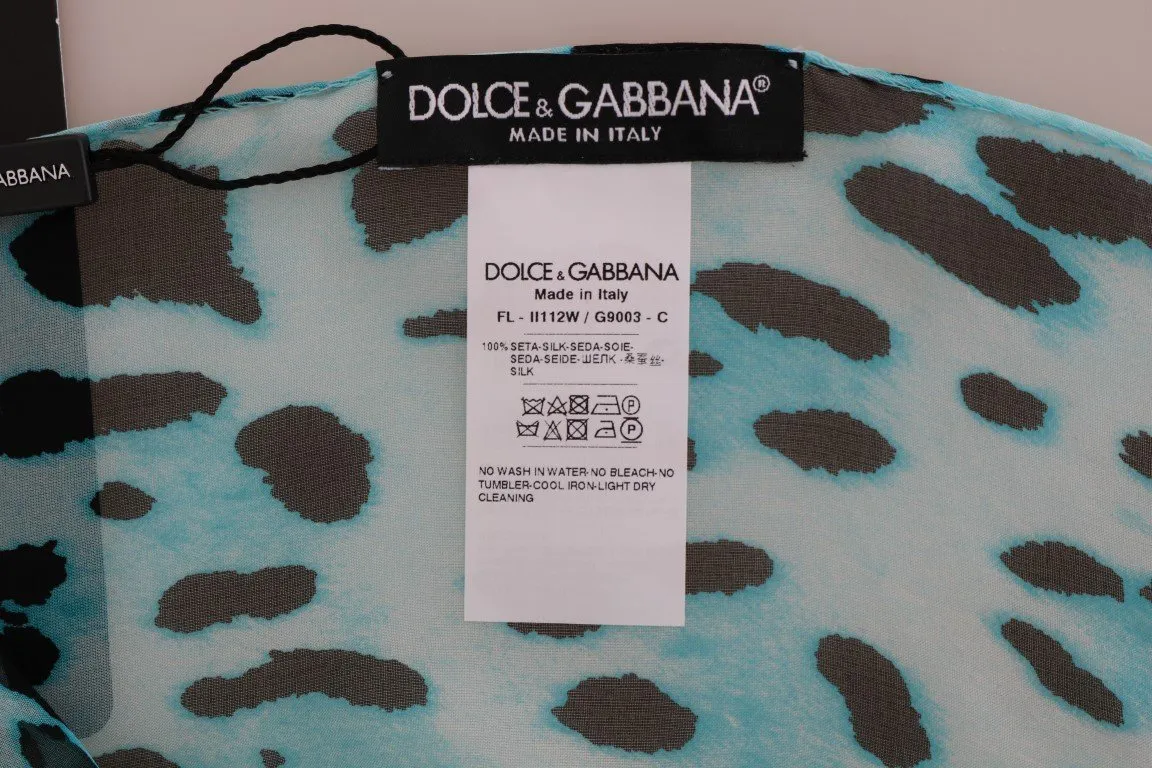 DOLCE & GABBANA®
MADE IN ITALY
ABBANA
DOLCE & GABBANA
Made in Italy
FL - II112W / G9003 - C
100% SETA-SILK-SEDA-SOIE-
SEDA-SEIDE-ШЕЛК-桑蚕丝-
SILK
P
P
NO WASH IN WATER-NO BLEACH-NO
TUMBLER-COOL IRON-LIGHT DRY
CLEANING